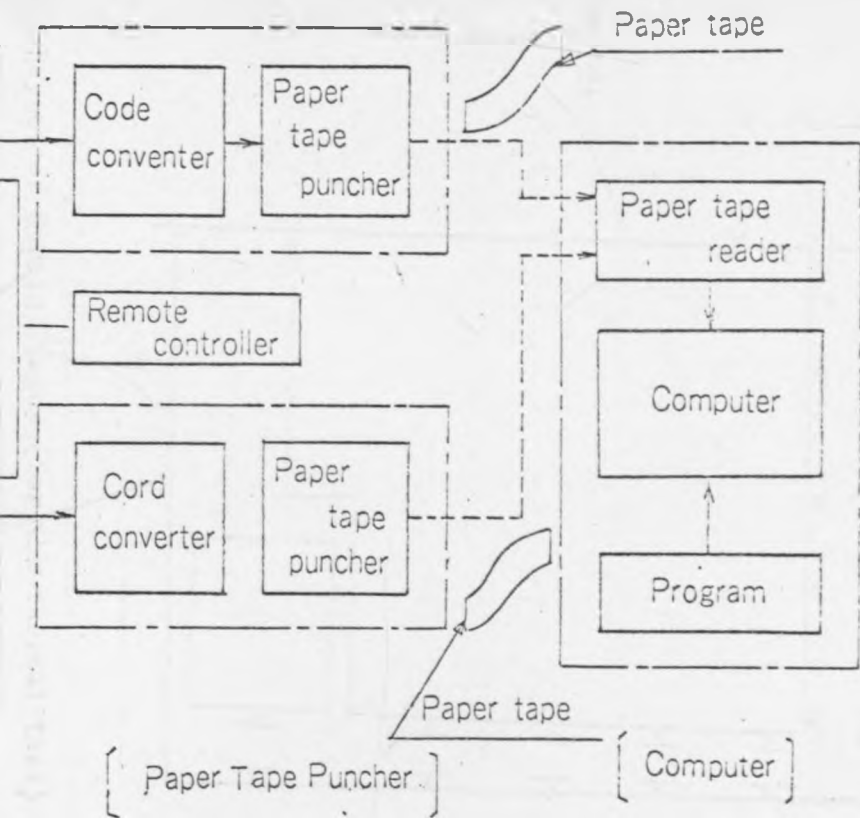 Paper tape
Code
conventer
Paper
tape
puncher
Paper tape
reader
Remote
controller
Computer
Cord
converter
Paper
tape
puncher
Program
Paper tape
Paper Tape Puncher
Computer